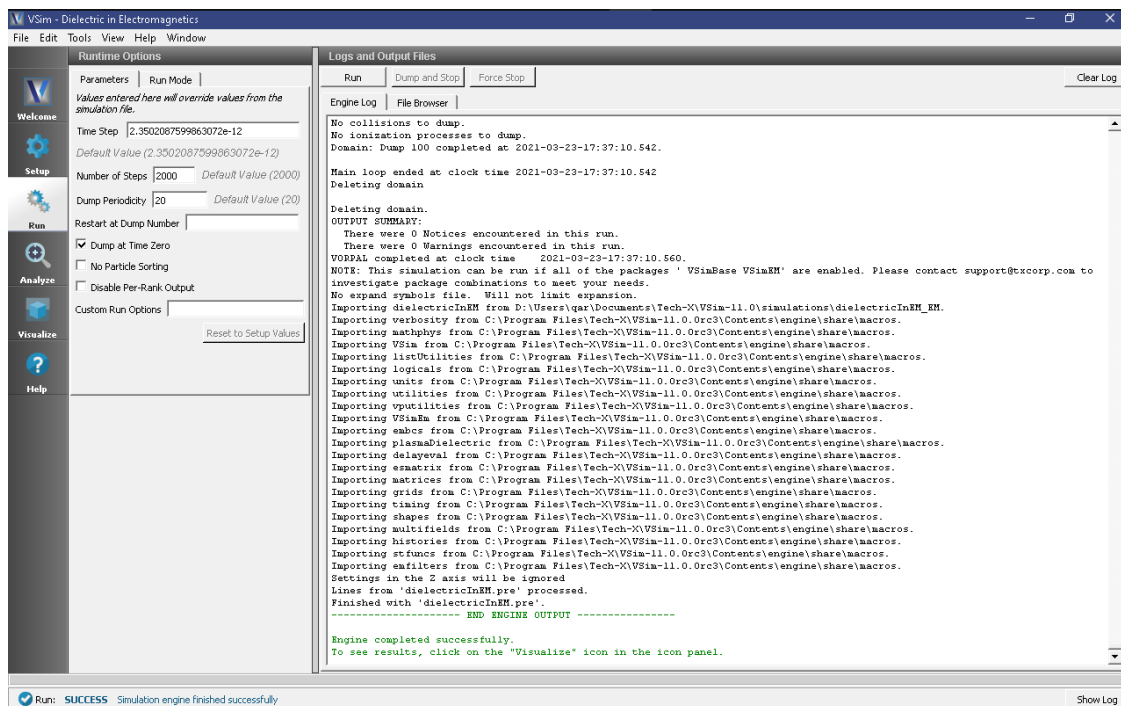 VSim - Dielectric in Electromagnetics
File Edit Tools View Help Window
Welcome
Setup
Run
Analyze
Visualize
Help
Runtime Options
Parameters Run Mode
Values entered here will override values from the
simulation file.
Time Step 2.3502087599863072e-12
Default Value (2.3502087599863072e-12)
Number of Steps 2000 Default Value (2000)
Dump Periodicity 20 Default Value (20)
Restart at Dump Number
Dump at Time Zero
No Particle Sorting
Disable Per-Rank Output
Custom Run Options
Reset to Setup Values
Logs and Output Files
Run Dump and Stop Force Stop Clear Log
Engine Log File Browser
No collisions to dump.
No ionization processes to dump.
Domain: Dump 100 completed at 2021-03-23-17:37:10.542.
Main loop ended at clock time 2021-03-23-17:37:10.542
Deleting domain
Deleting domain.
OUTPUT SUMMARY:
There were 0 Notices encountered in this run.
There were 0 Warnings encountered in this run.
VORPAL completed at clock time 2021-03-23-17:37:10.560.
NOTE: This simulation can be run if all of the packages ' VSimBase VSimEM' are enabled. Please contact support@txcorp.com to
investigate package combinations to meet your needs.
No expand symbols file. Will not limit expansion.
Importing dielectricInEM from D:\Users\qar\Documents\Tech-X\VSim-11.0\simulations\dielectricInEM_EM.
Importing verbosity from C:\Program Files\Tech-X\VSim-11.0.0rc3\Contents\engine\share\macros.
Importing mathphys from C:\Program Files\Tech-X\VSim-11.0.0rc3\Contents\engine\share\macros.
Importing VSim from C:\Program Files\Tech-X\VSim-11.0.0rc3\Contents\engine\share\macros.
Importing listUtilities from C:\Program Files\Tech-X\VSim-11.0.0rc3\Contents\engine\share\macros.
Importing logicals from C:\Program Files\Tech-X\VSim-11.0.0rc3\Contents\engine\share\macros.
Importing units from C:\Program Files\Tech-X\VSim-11.0.0rc3\Contents\engine\share\macros.
Importing utilities from C:\Program Files\Tech-X\VSim-11.0.0rc3\Contents\engine\share\macros.
Importing vputilities from C:\Program Files\Tech-X\VSim-11.0.0rc3\Contents\engine\share\macros.
Importing VSimEm from C:\Program Files\Tech-X\VSim-11.0.0rc3\Contents\engine\share\macros.
Importing embcs from C:\Program Files\Tech-X\VSim-11.0.0rc3\Contents\engine\share\macros.
Importing plasmaDielectric from C:\Program Files\Tech-X\VSim-11.0.0rc3\Contents\engine\share\macros.
Importing delayeval from C:\Program Files\Tech-X\VSim-11.0.0rc3\Contents\engine\share\macros.
Importing esmatrix from C:\Program Files\Tech-X\VSim-11.0.0rc3\Contents\engine\share\macros.
Importing matrices from C:\Program Files\Tech-X\VSim-11.0.0rc3\Contents\engine\share\macros.
Importing grids from C:\Program Files\Tech-X\VSim-11.0.0rc3\Contents\engine\share\macros.
Importing timing from C:\Program Files\Tech-X\VSim-11.0.0rc3\Contents\engine\share\macros.
Importing shapes from C:\Program Files\Tech-X\VSim-11.0.0rc3\Contents\engine\share\macros.
Importing multifields from C:\Program Files\Tech-X\VSim-11.0.0rc3\Contents\engine\share\macros.
Importing histories from C:\Program Files\Tech-X\VSim-11.0.0rc3\Contents\engine\share\macros.
Importing stfuncs from C:\Program Files\Tech-X\VSim-11.0.0rc3\Contents\engine\share\macros.
Importing emfilters from C:\Program Files\Tech-X\VSim-11.0.0rc3\Contents\engine\share\macros.
Settings in the Z axis will be ignored
Lines from 'dielectricInEM.pre' processed.
Finished with 'dielectricInEM.pre'.
--------------------- END ENGINE OUTPUT ----------------
Engine completed successfully.
To see results, click on the "Visualize" icon in the icon panel.
Run: SUCCESS Simulation engine finished successfully Show Log